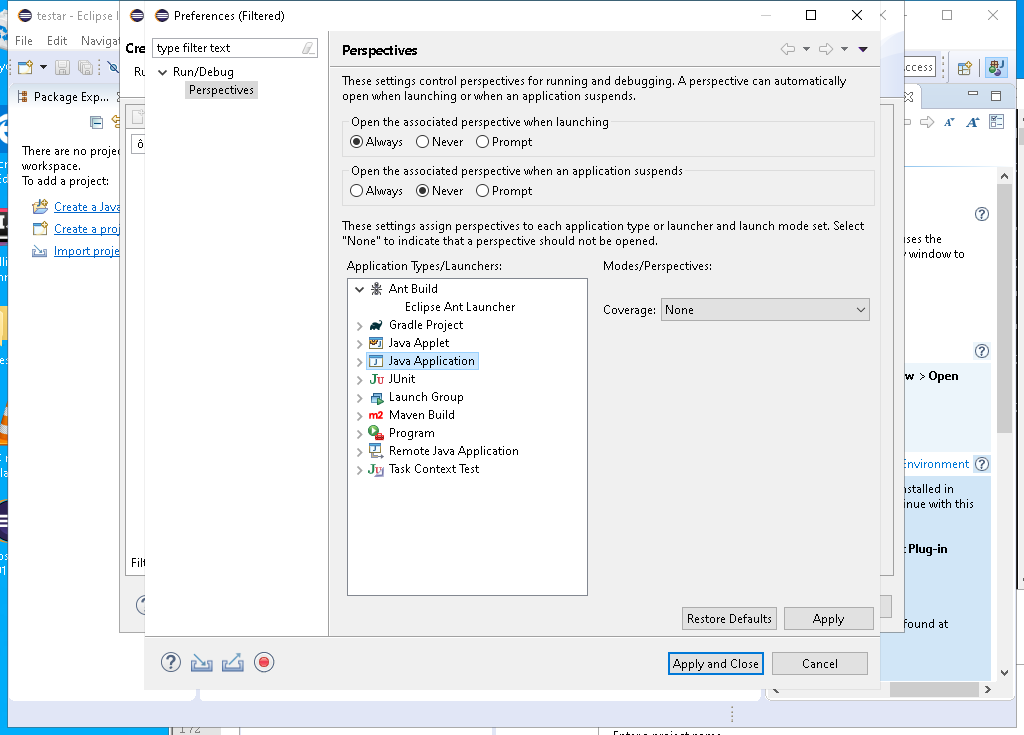 testar - Eclipse I
Preferences (Filtered)
File Edit Navigat
Cre
type filter text
Perspectives
Ru
Run/Debug
Perspectives
ccess
Package Exp...
These settings control perspectives for running and debugging. A perspective can automatically
open when launching or when an application suspends.
Open the associated perspective when launching
Always Never Prompt
There are no projec
workspace.
To add a project:
Open the associated perspective when an application suspends
Always Never Prompt
Create a Java
Create a proj
Import proje
These settings assign perspectives to each application type or launcher and launch mode set. Select
"None" to indicate that a perspective should not be opened.
Application Types/Launchers:
Modes/Perspectives:
Ant Build
Eclipse Ant Launcher
Gradle Project
Java Applet
Java Application
JUnit
Launch Group
Maven Build
Program
Remote Java Application
Task Context Test
Coverage: None
ses the
window to
w > Open
Environment
nstalled in
inue with this
t Plug-in
found at
Filt
Restore Defaults
Apply
Apply and Close
Cancel
172
Enter a project name